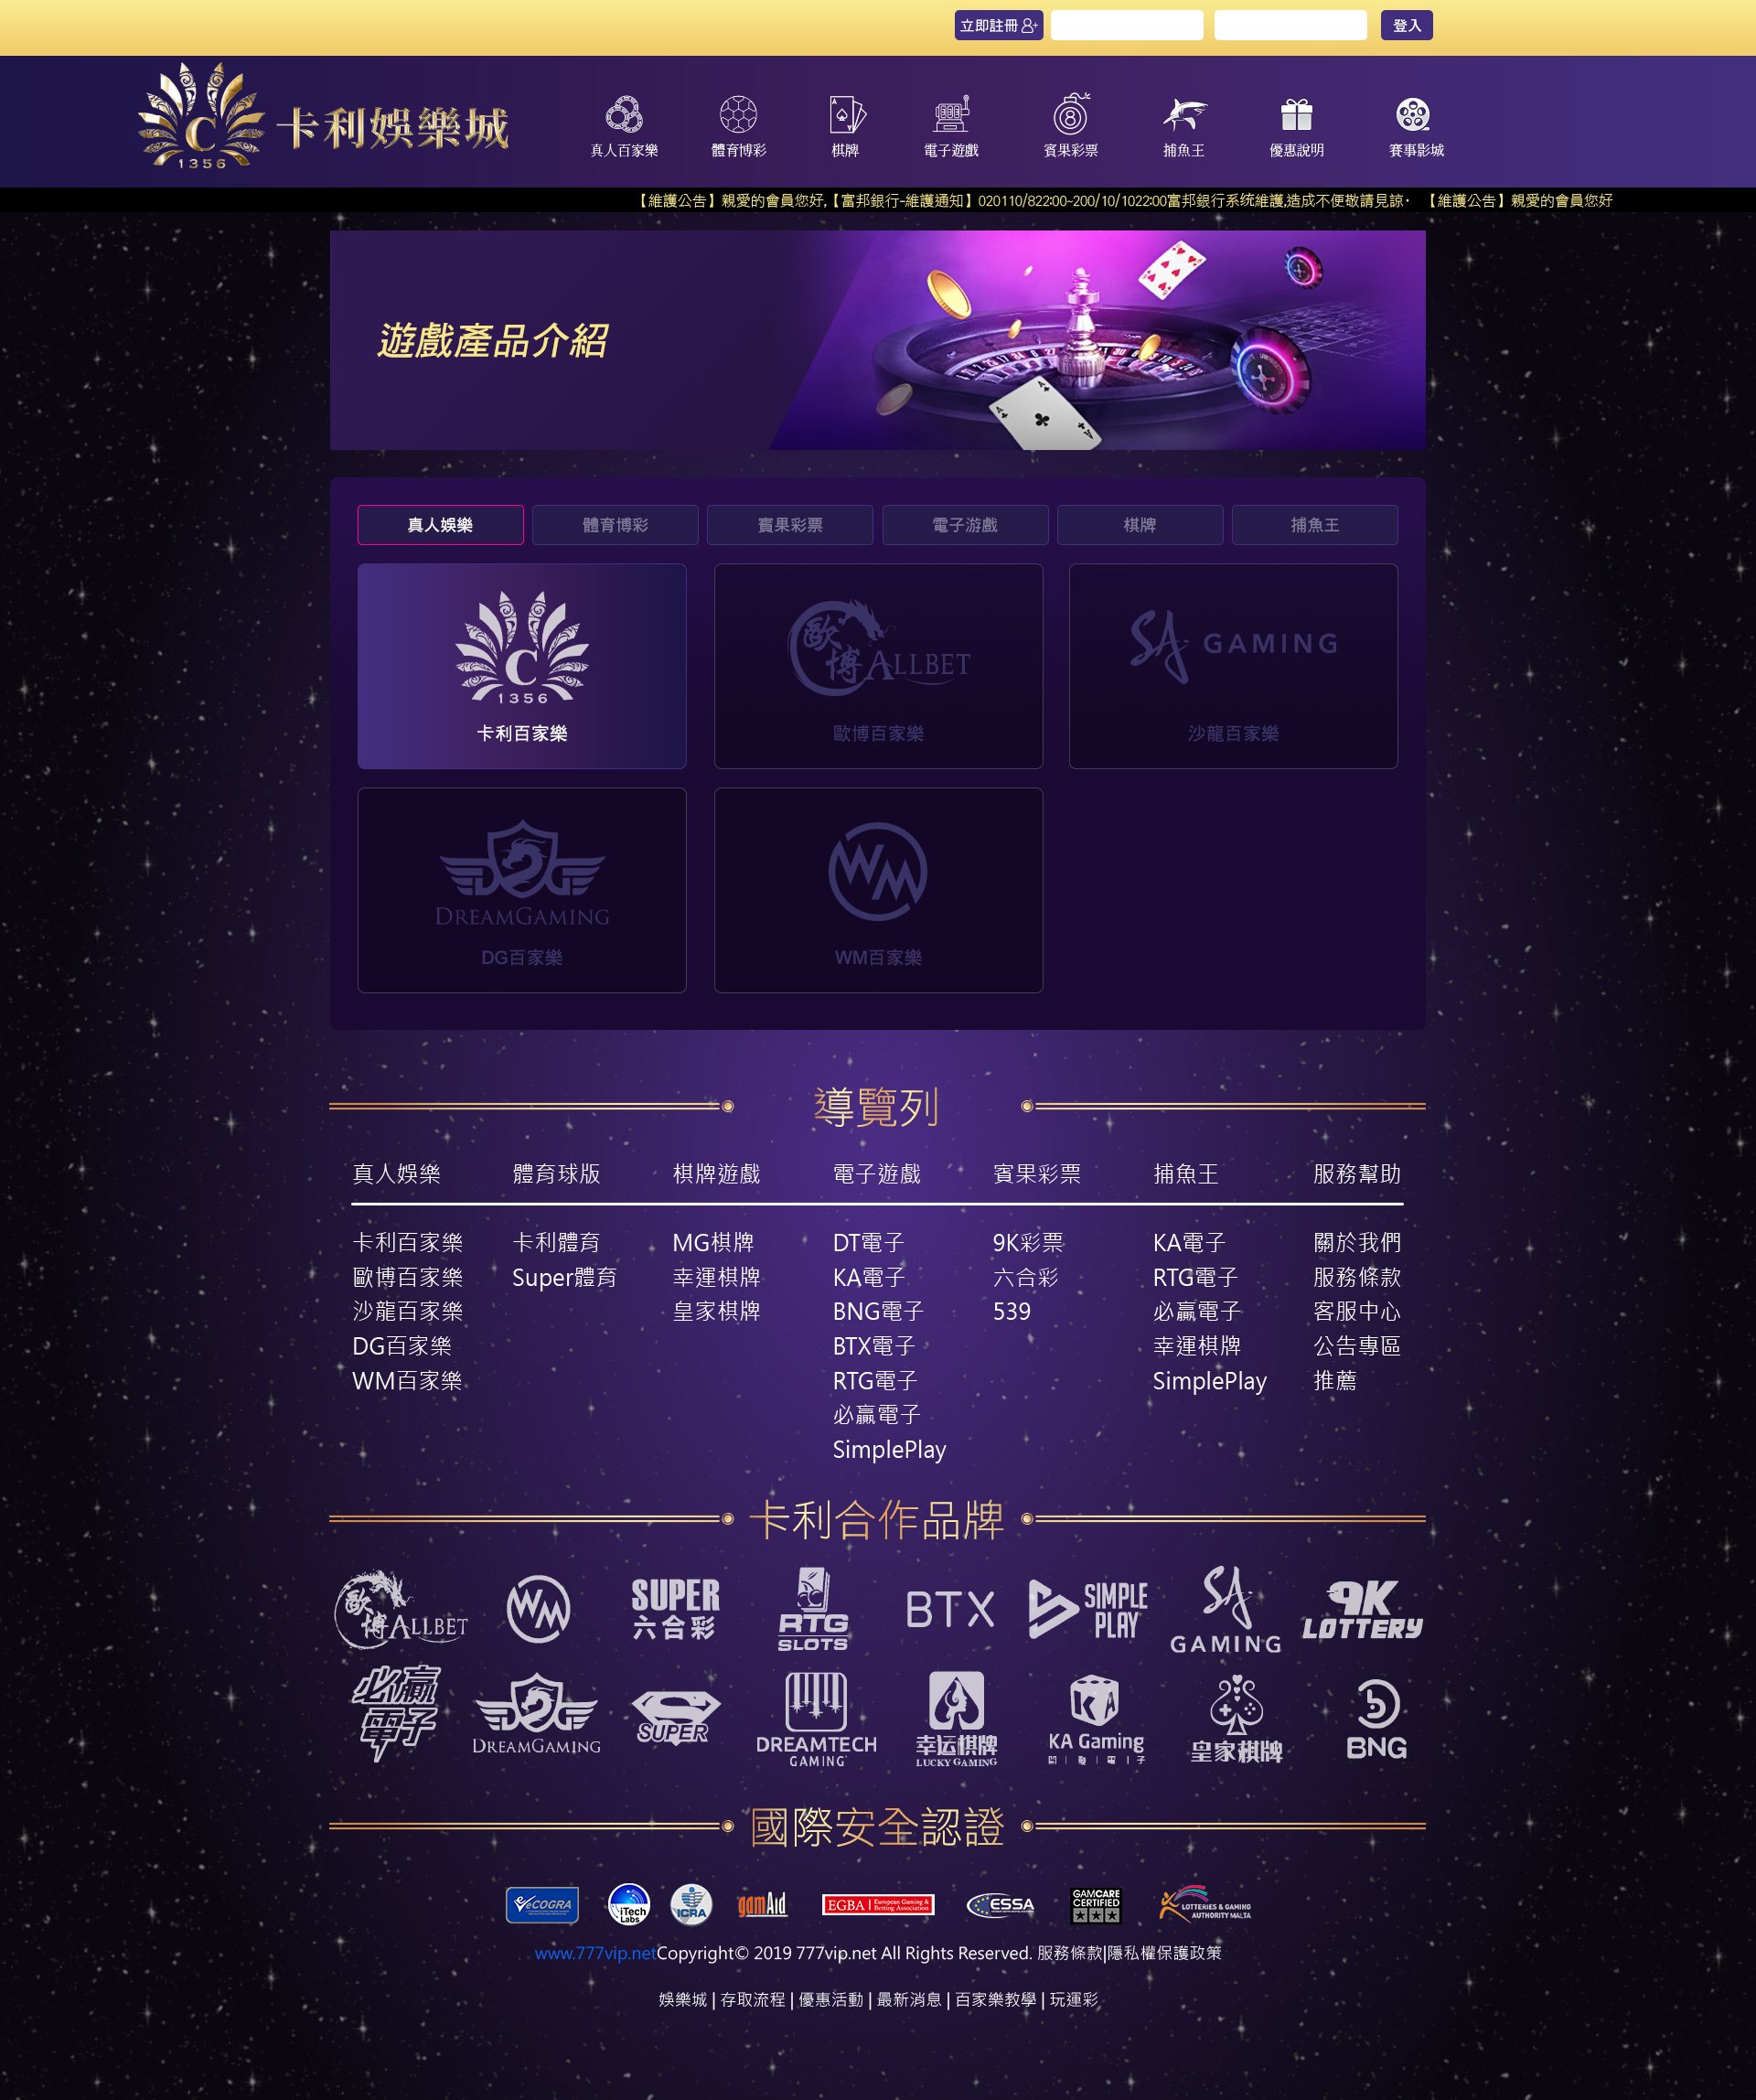 立即註冊
登入
C
1356
卡利娛樂城
真人百家樂 體育博彩 棋牌 電子遊戲 賓果彩票 捕魚王 優惠說明 賽事影城
【維護公告】親愛的會員您好,【富邦銀行-維護通知】020110/822:00~200/10/1022:00富邦銀行系統維護,造成不便敬請見諒· 【維護公告】親愛的會員您好
遊戲產品介紹
真人娛樂 體育博彩 賓果彩票 電子游戲 棋牌 捕魚王
C
1356
卡利百家樂
歐博 ALLBET
歐博百家樂
SA GAMING
沙龍百家樂
DG
DREAMGAMING
DG百家樂
WM
WM百家樂
導覽列
真人娛樂 體育球版 棋牌遊戲 電子遊戲 賓果彩票 捕魚王 服務幫助
卡利百家樂 卡利體育 MG棋牌 DT電子 9K彩票 KA電子 關於我們
歐博百家樂 Super體育 幸運棋牌 KA電子 六合彩 RTG電子 服務條款
沙龍百家樂 皇家棋牌 BNG電子 539 必贏電子 客服中心
DG百家樂 BTX電子 幸運棋牌 公告專區
WM百家樂 RTG電子 SimplePlay 推薦
必贏電子
SimplePlay
卡利合作品牌
歐博 ALLBET
WM
SUPER
六合彩
RTG
SLOTS
BTX
SIMPLE
PLAY
SA
GAMING
9K
LOTTERY
必贏
電子
DG
DREAMGAMING
SUPER
DREAMTECH
GAMING
幸运棋牌
LUCKY GAMING
KA
KA Gaming
皇家棋牌
b
BNG
國際安全認證
eCOGRA
iTech
Labs
ICRA
gamAid
EGBA European Gaming &
Betting Association
ESSA
GAMCARE
CERTIFIED
LOTTERIES & GAMING
AUTHORITY MALTA
www.777vip.netCopyright© 2019 777vip.net All Rights Reserved. 服務條款|隱私權保護政策
娛樂城 | 存取流程 | 優惠活動 | 最新消息 | 百家樂教學 | 玩運彩